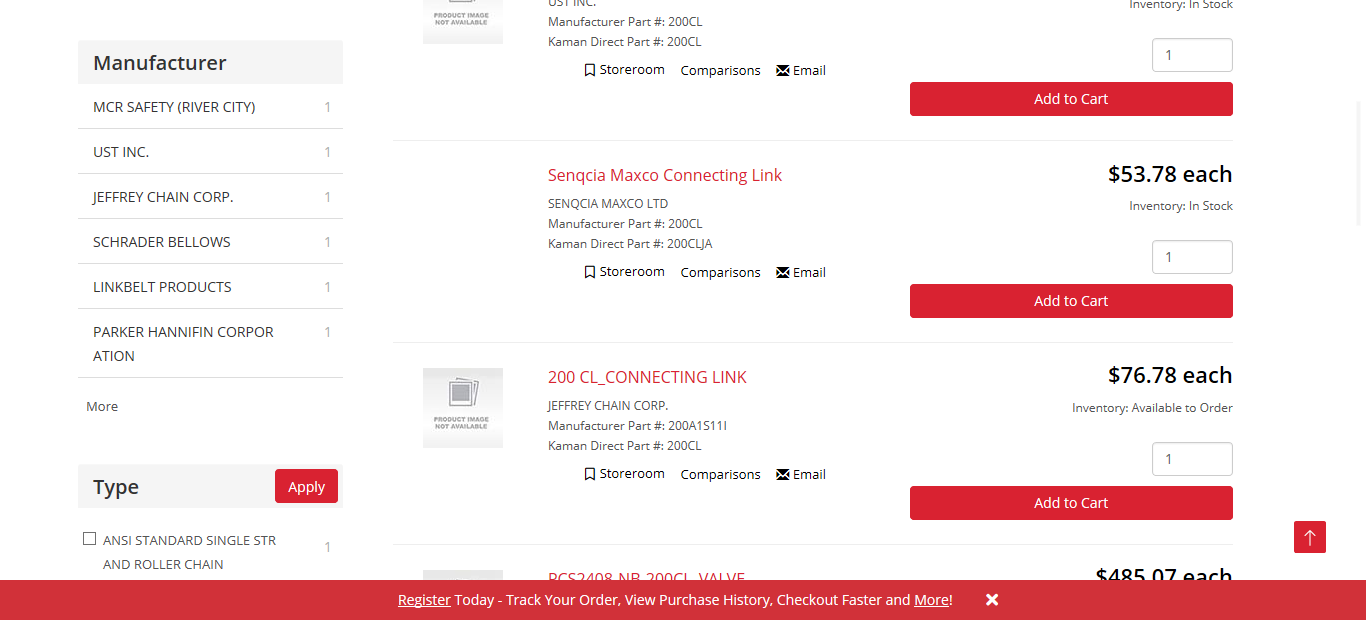 Manufacturer
MCR SAFETY (RIVER CITY) 1
UST INC. 1
JEFFREY CHAIN CORP. 1
SCHRADER BELLOWS 1
LINKBELT PRODUCTS 1
PARKER HANNIFIN CORPOR 1
ATION
More
Type Apply
ANSI STANDARD SINGLE STR 1
AND ROLLER CHAIN
PRODUCT IMAGE
NOT AVAILABLE
UST INC.
Manufacturer Part #: 200CL
Kaman Direct Part #: 200CL
Storeroom Comparisons Email
Inventory: In Stock
1
Add to Cart
Senqcia Maxco Connecting Link
SENQCIA MAXCO LTD
Manufacturer Part #: 200CL
Kaman Direct Part #: 200CLJA
Storeroom Comparisons Email
$53.78 each
Inventory: In Stock
1
Add to Cart
PRODUCT IMAGE
NOT AVAILABLE
200 CL_CONNECTING LINK
JEFFREY CHAIN CORP.
Manufacturer Part #: 200A1S11I
Kaman Direct Part #: 200CL
Storeroom Comparisons Email
$76.78 each
Inventory: Available to Order
1
Add to Cart
PCS2408-NB-200CL_VALVE
$485.07 each
Register Today - Track Your Order, View Purchase History, Checkout Faster and More!